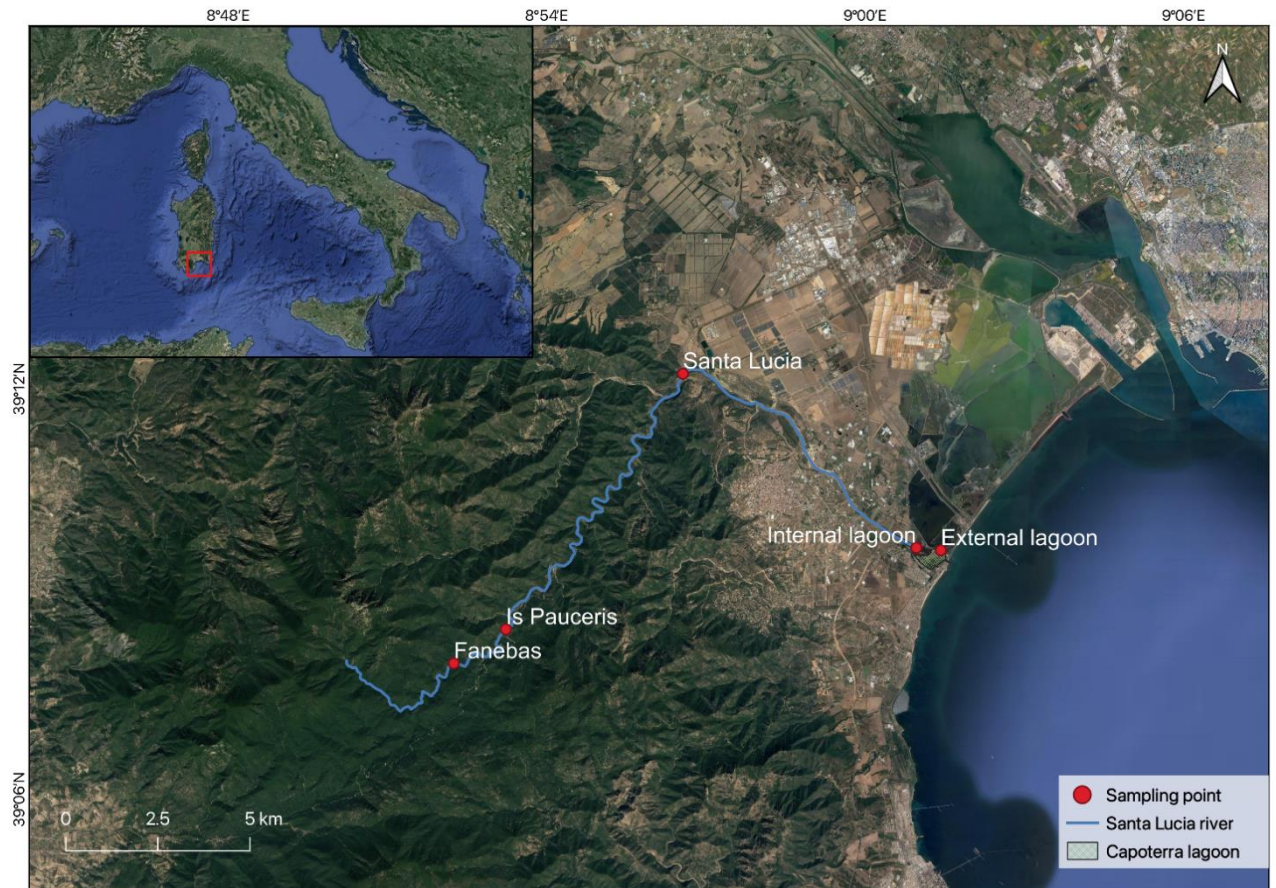 8°48′E
8°54′E
9°00′E
9°06′E
N
39°12′N
Santa Lucia
Internal lagoon
External lagoon
Is Pauceris
Fanebas
39°06′N
0
2.5
5 km
Sampling point
Santa Lucia river
Capoterra lagoon